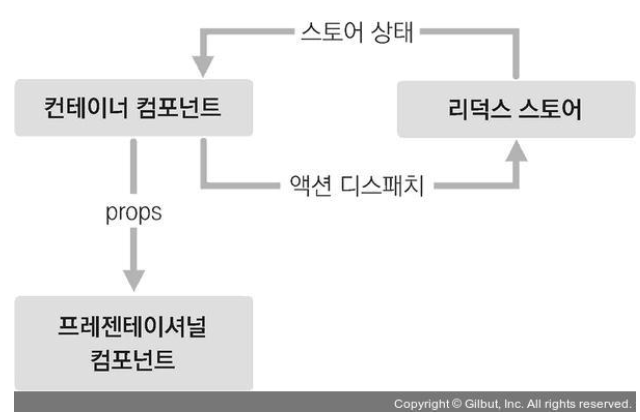 스토어 상태
컨테이너 컴포넌트
리덕스 스토어
액션 디스패치
props
프레젠테이셔널
컴포넌트
Copyright © Gilbut, Inc. All rights reserved.